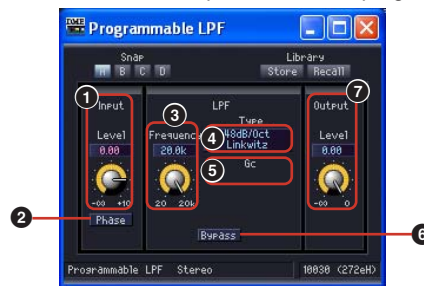 DME Programmable LPF
Snap Library
H B C D Store Recall
1 3 7
Input LPF Output
Type
Level Frequency 4 48dB/Oct Level
0.00 20.0k Linkwitz 0.00
5 Gc
-∞ +10 20 20k -∞ 0
2 Phase
Bypass 6
Programmable LPF Stereo 10030 (272eH)